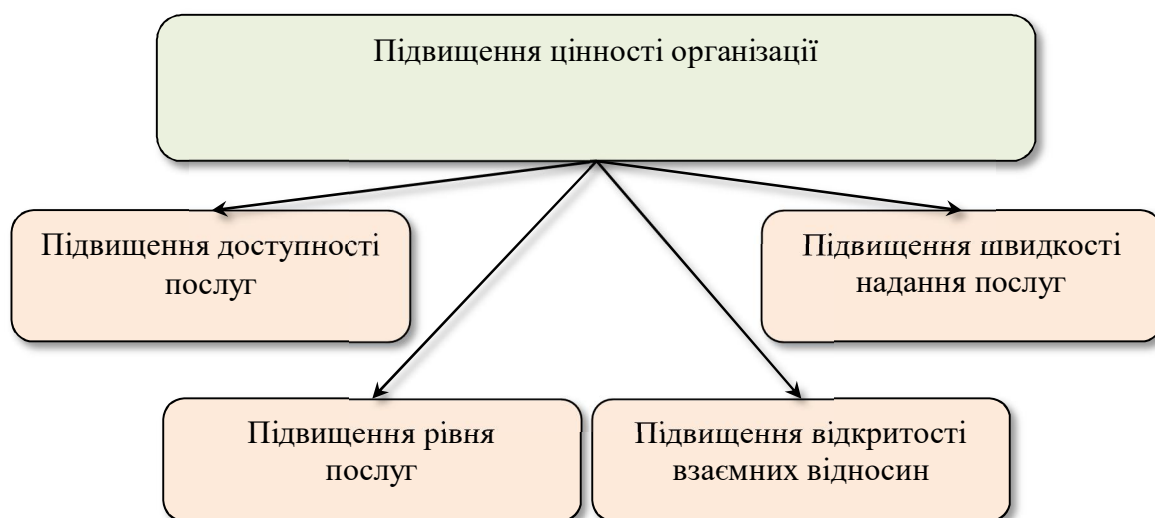 Підвищення цінності організації
Підвищення доступності
послуг
Підвищення швидкості
надання послуг
Підвищення рівня
послуг
Підвищення відкритості
взаємних відносин